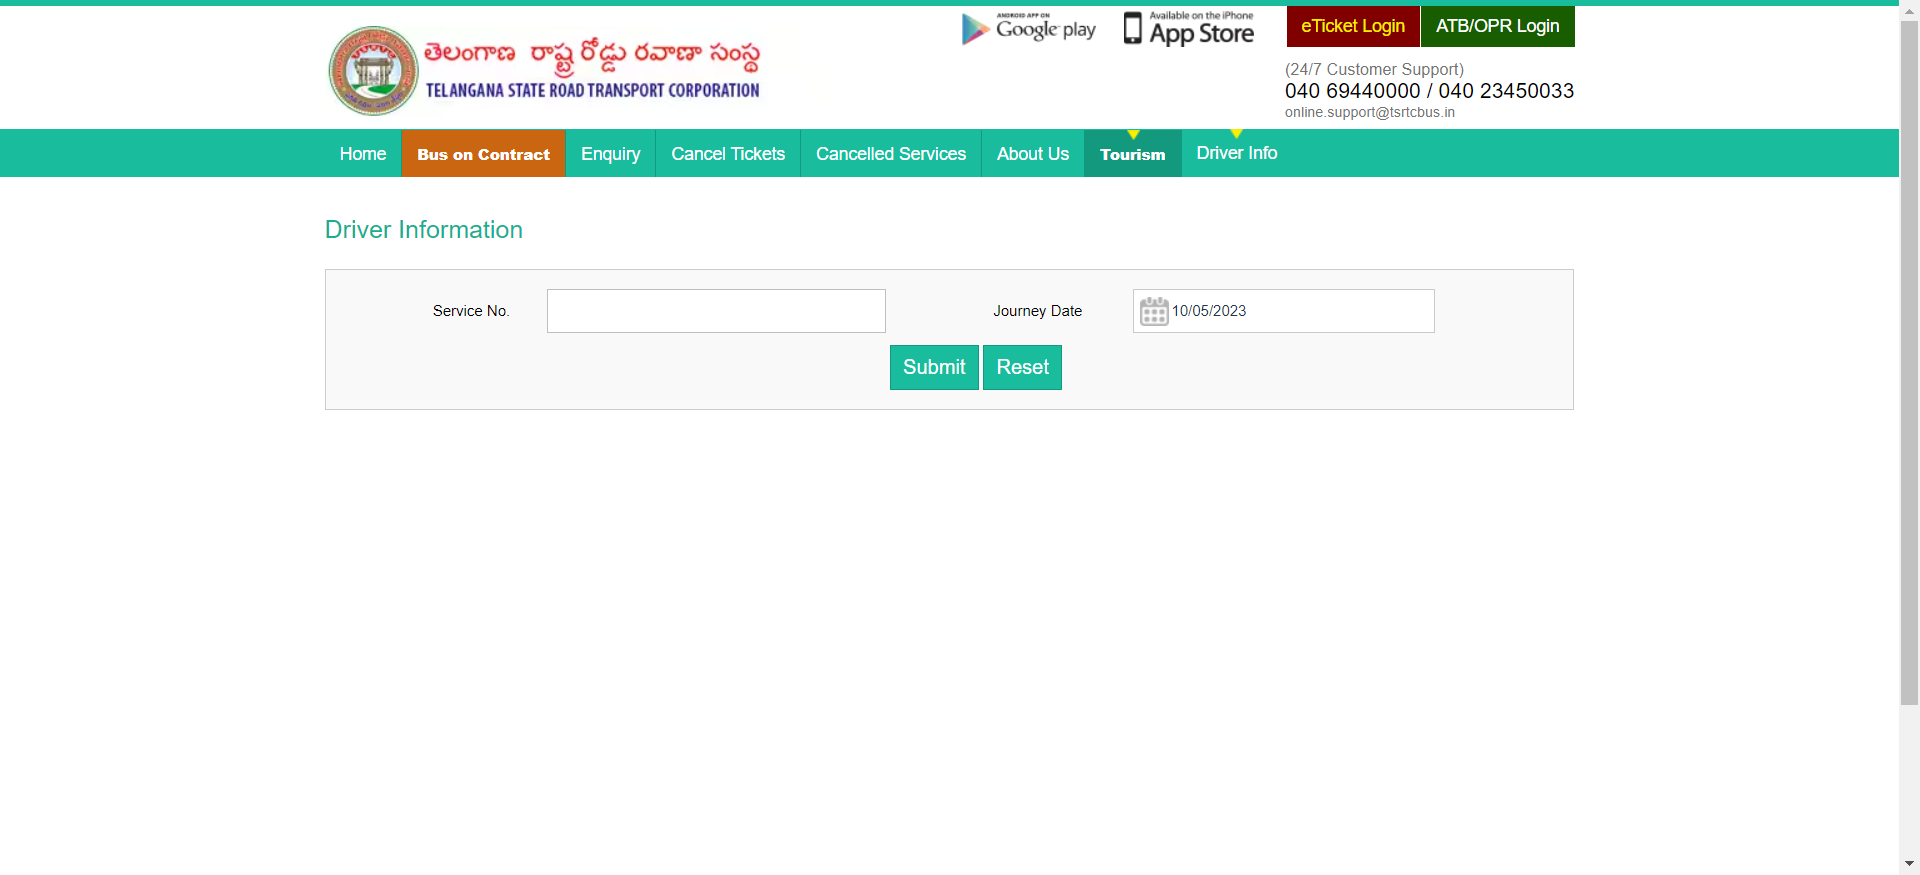 ANDROID APP ON
Google play
Available on the iPhone
App Store
eTicket Login
ATB/OPR Login
తెలంగాణ రాష్ట్ర రోడ్డు రవాణా సంస్థ
TELANGANA STATE ROAD TRANSPORT CORPORATION
(24/7 Customer Support)
040 69440000 / 040 23450033
online.support@tsrtcbus.in
Home
Bus on Contract
Enquiry
Cancel Tickets
Cancelled Services
About Us
Tourism
Driver Info
Driver Information
Service No.
Journey Date
10/05/2023
Submit
Reset